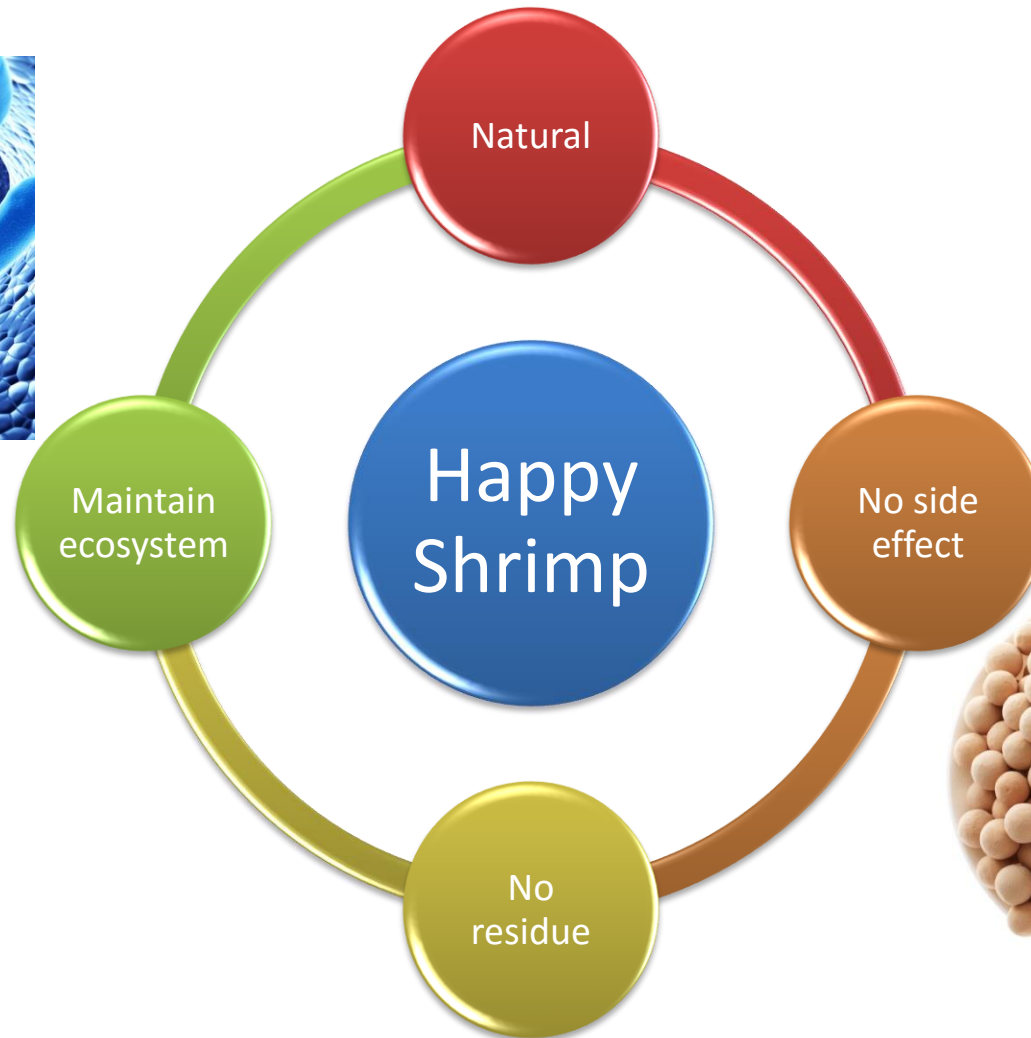 Natural
Happy
Shrimp
Maintain
ecosystem
No side
effect
No
residue